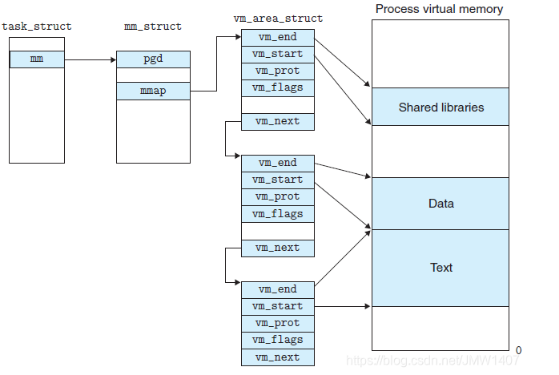 task_struct
mm
mm_struct
pgd
mmap
vm_area_struct
vm_end
vm_start
vm_prot
vm_flags
vm_next
vm_end
vm_start
vm_prot
vm_flags
vm_next
vm_end
vm_start
vm_prot
vm_flags
vm_next
Process virtual memory
Shared libraries
Data
Text
0
https://blog.csdn.net/JMW1407